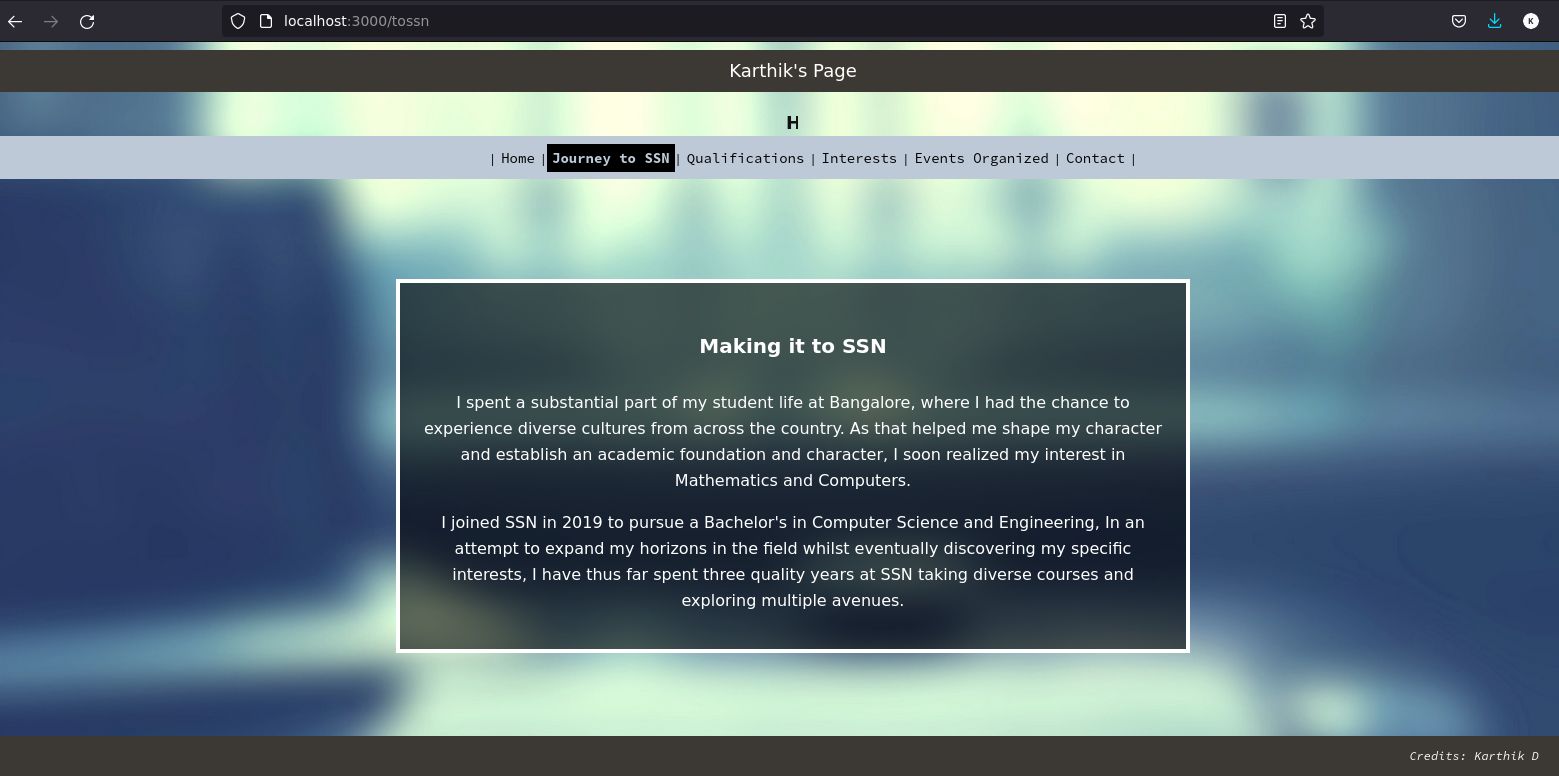 localhost:3000/tossn
K
Karthik's Page
H
| Home | Journey to SSN | Qualifications | Interests | Events Organized | Contact |
Making it to SSN
I spent a substantial part of my student life at Bangalore, where I had the chance to
experience diverse cultures from across the country. As that helped me shape my character
and establish an academic foundation and character, I soon realized my interest in
Mathematics and Computers.
I joined SSN in 2019 to pursue a Bachelor's in Computer Science and Engineering, In an
attempt to expand my horizons in the field whilst eventually discovering my specific
interests, I have thus far spent three quality years at SSN taking diverse courses and
exploring multiple avenues.
Credits: Karthik D